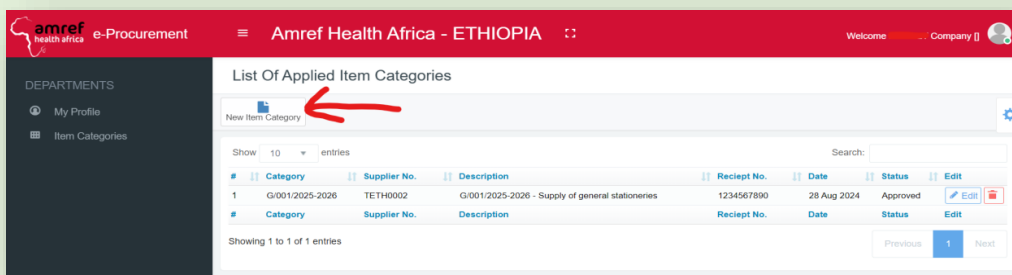 amref
health africa
e-Procurement
Amref Health Africa - ETHIOPIA
Welcome Company []
DEPARTMENTS
My Profile
Item Categories
List Of Applied Item Categories
New Item Category
Show 10 entries
Search:
# Category Supplier No. Description Reciept No. Date Status Edit
1 G/001/2025-2026 TETH0002 G/001/2025-2026 - Supply of general stationeries 1234567890 28 Aug 2024 Approved Edit
# Category Supplier No. Description Reciept No. Date Status Edit
Showing 1 to 1 of 1 entries
Previous 1 Next